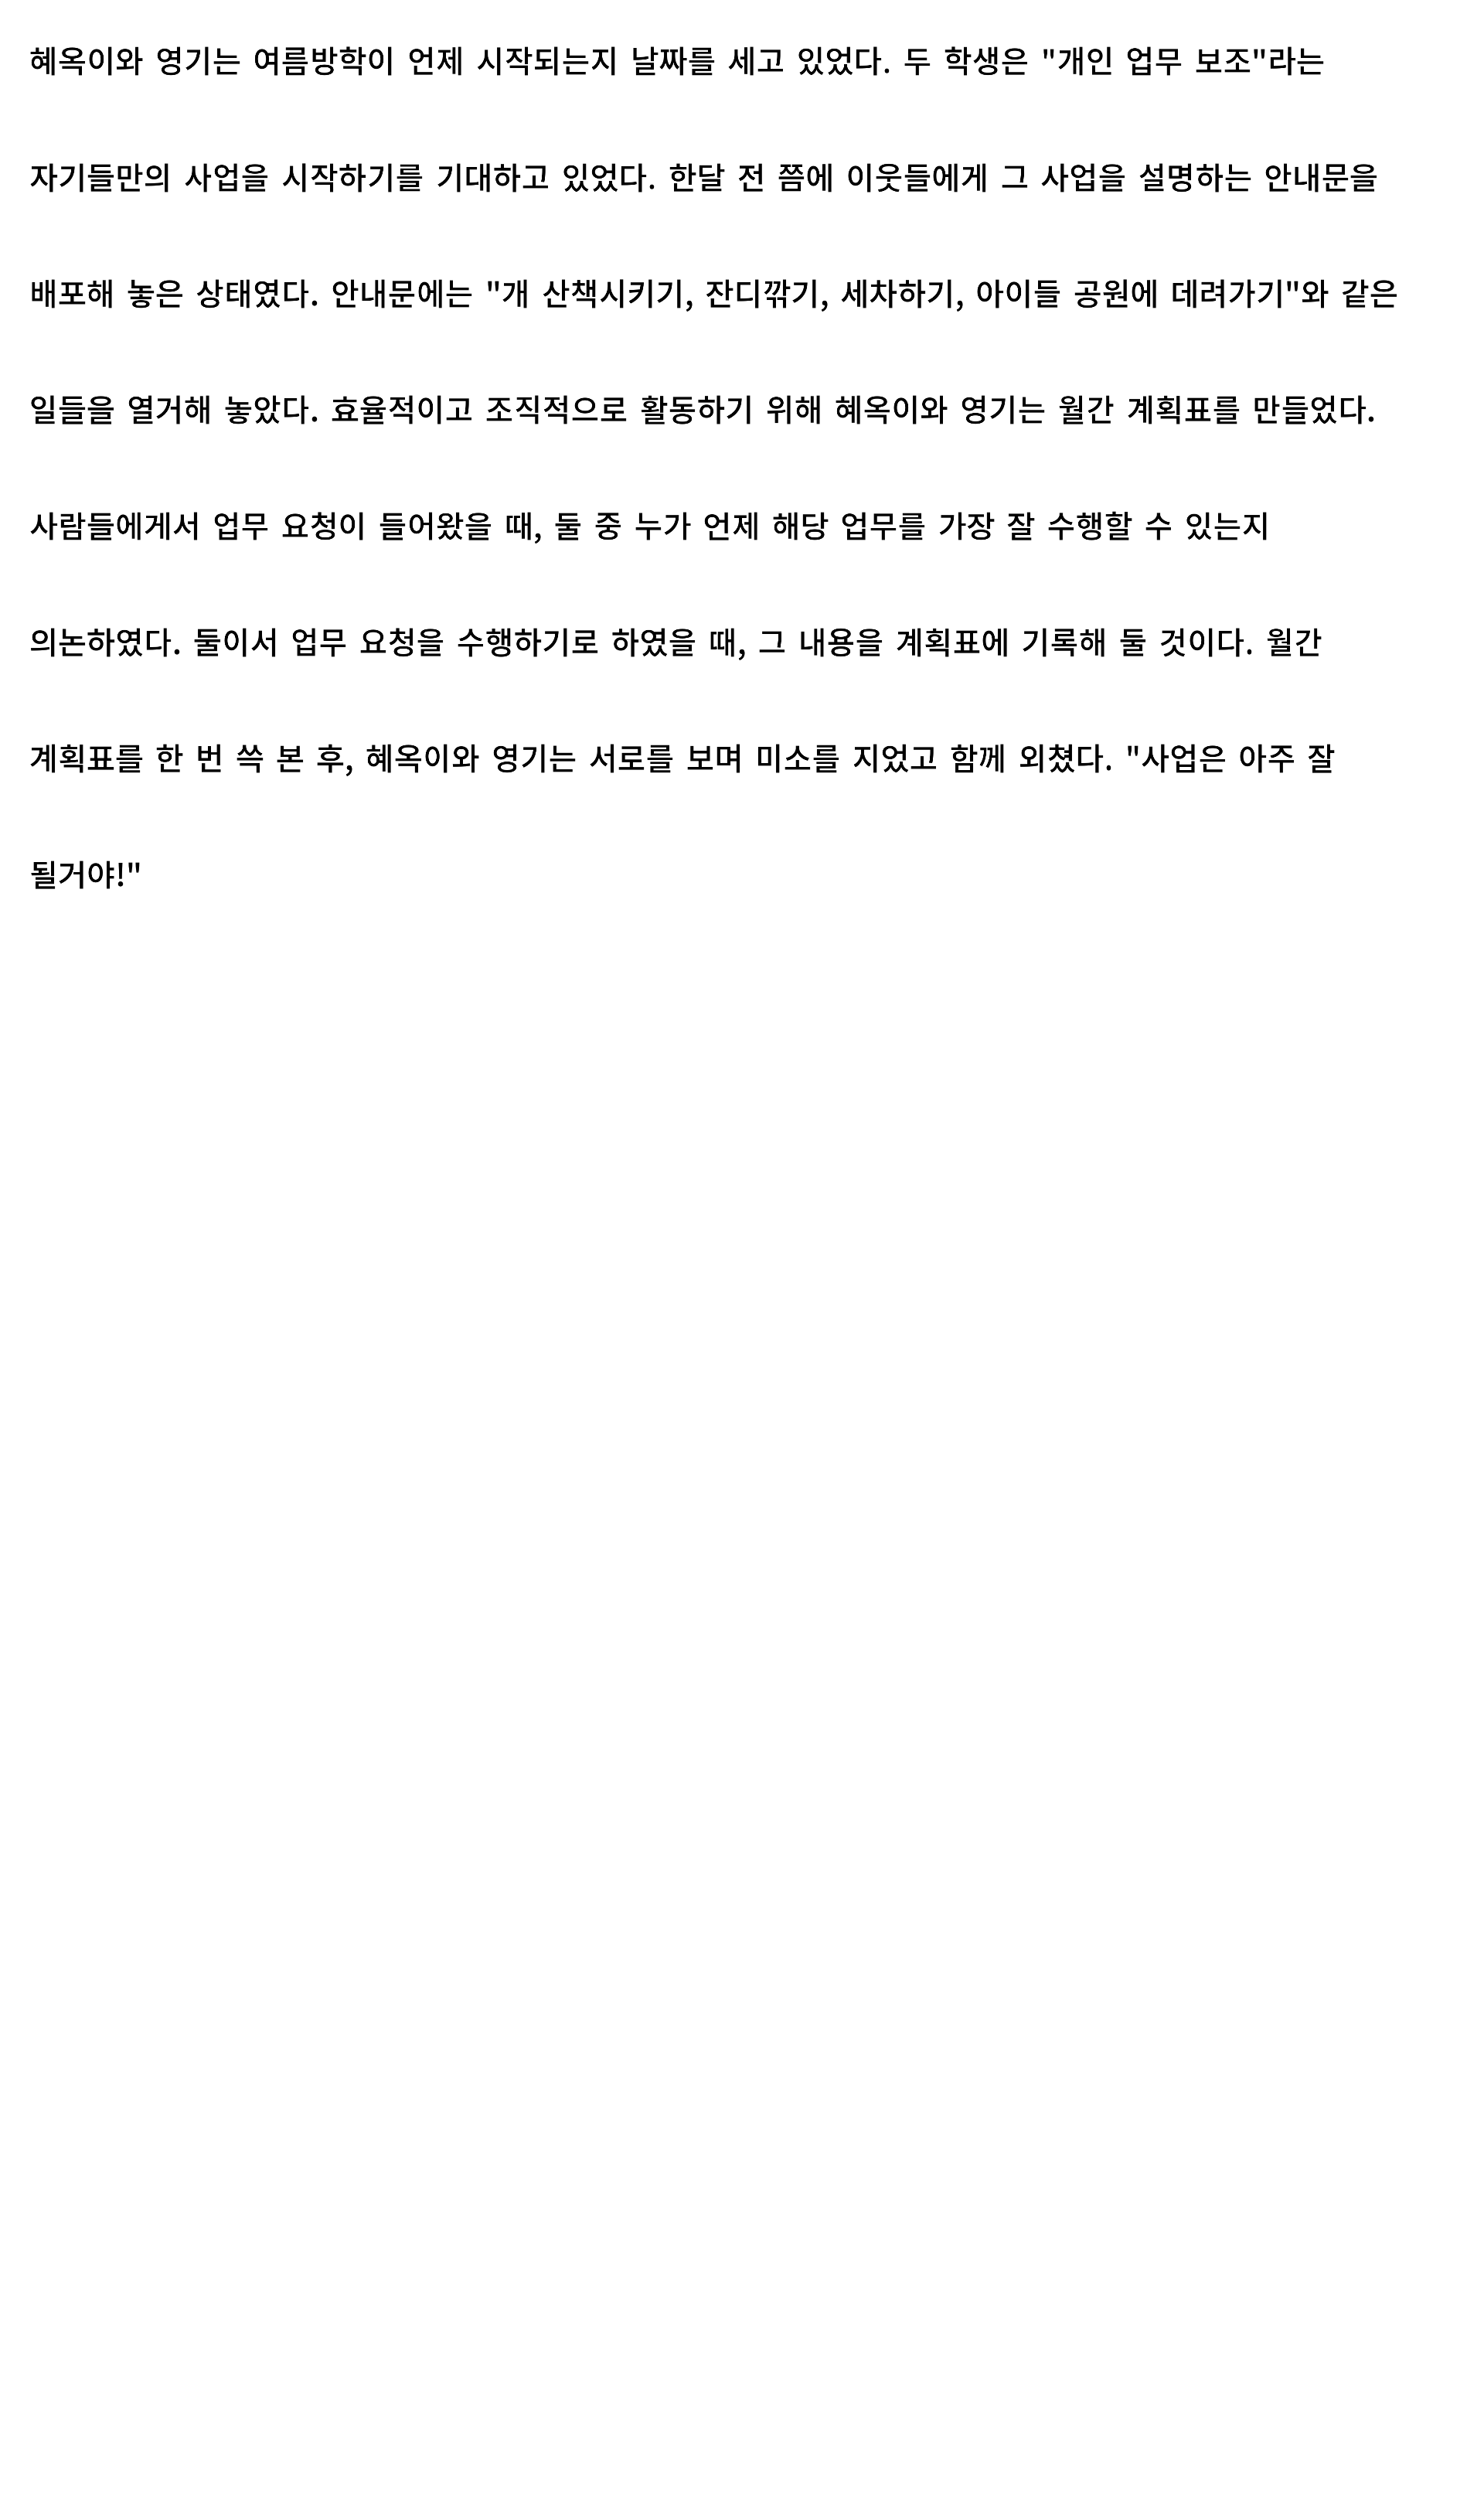 혜옥이와 영기는 여름방학이 언제 시작되는지 날짜를 세고 있었다. 두 학생은 "개인 업무 보조"라는
자기들만의 사업을 시작하기를 기대하고 있었다. 한달 전 쯤에 이웃들에게 그 사업을 설명하는 안내문을
배포해 놓은 상태였다. 안내문에는 "개 산책시키기, 잔디깎기, 세차하기, 아이들 공원에 데려가기"와 같은
일들을 열거해 놓았다. 효율적이고 조직적으로 활동하기 위해 혜옥이와 영기는 월간 계획표를 만들었다.
사람들에게서 업무 요청이 들어왔을 때, 둘 중 누가 언제 해당 업무를 가장 잘 수행할 수 있는지
의논하였다. 둘이서 업무 요청을 수행하기로 하였을 때, 그 내용을 계획표에 기록해 둘 것이다. 월간
계획표를 한 번 쓱 본 후, 혜옥이와 영기는 서로를 보며 미소를 지었고 함께 외쳤다. "사업은 아주 잘
될거야!"